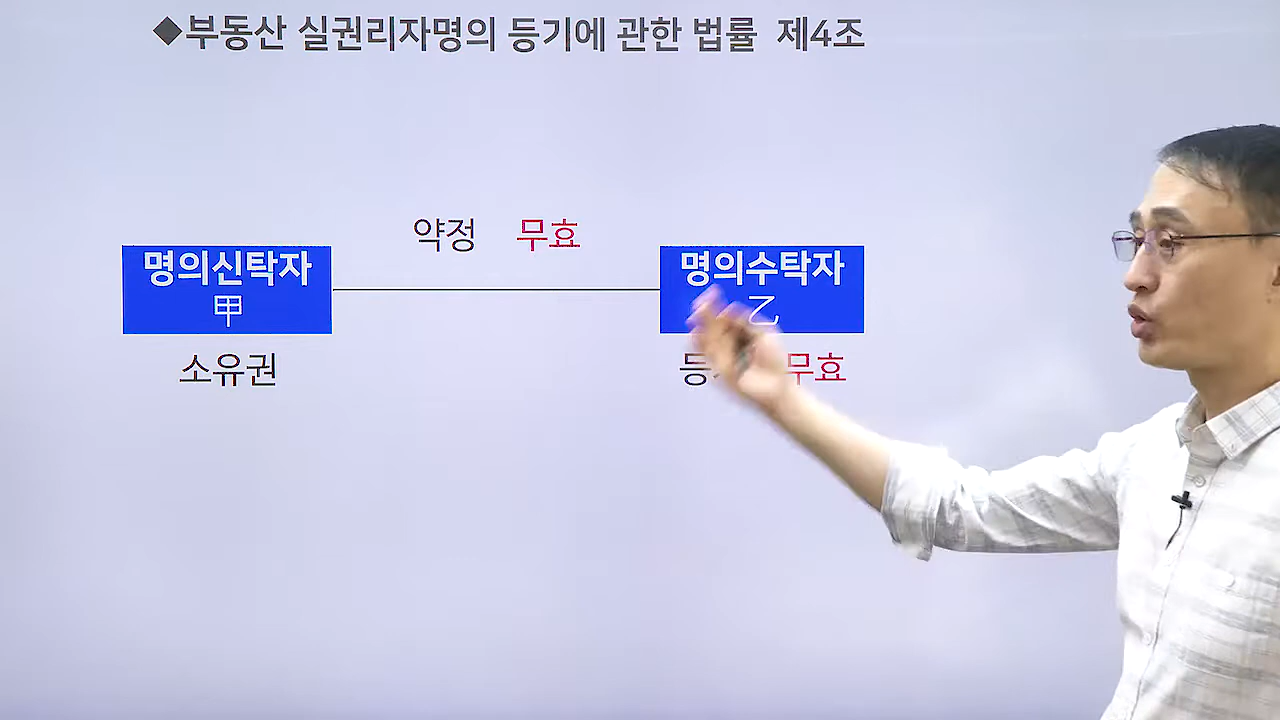 ◆부동산 실권리자명의 등기에 관한 법률 제4조
약정 무효
명의신탁자
甲
명의수탁자
乙
소유권
무효